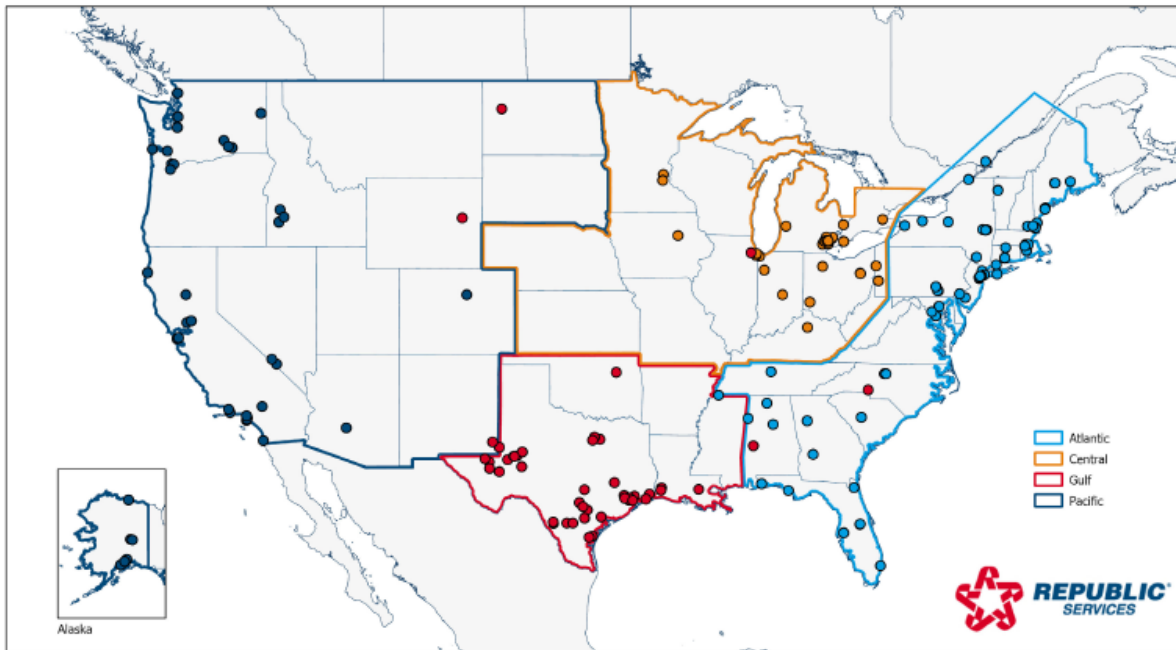 Atlantic
Central
Gulf
Pacific
REPUBLIC®
SERVICES
Alaska